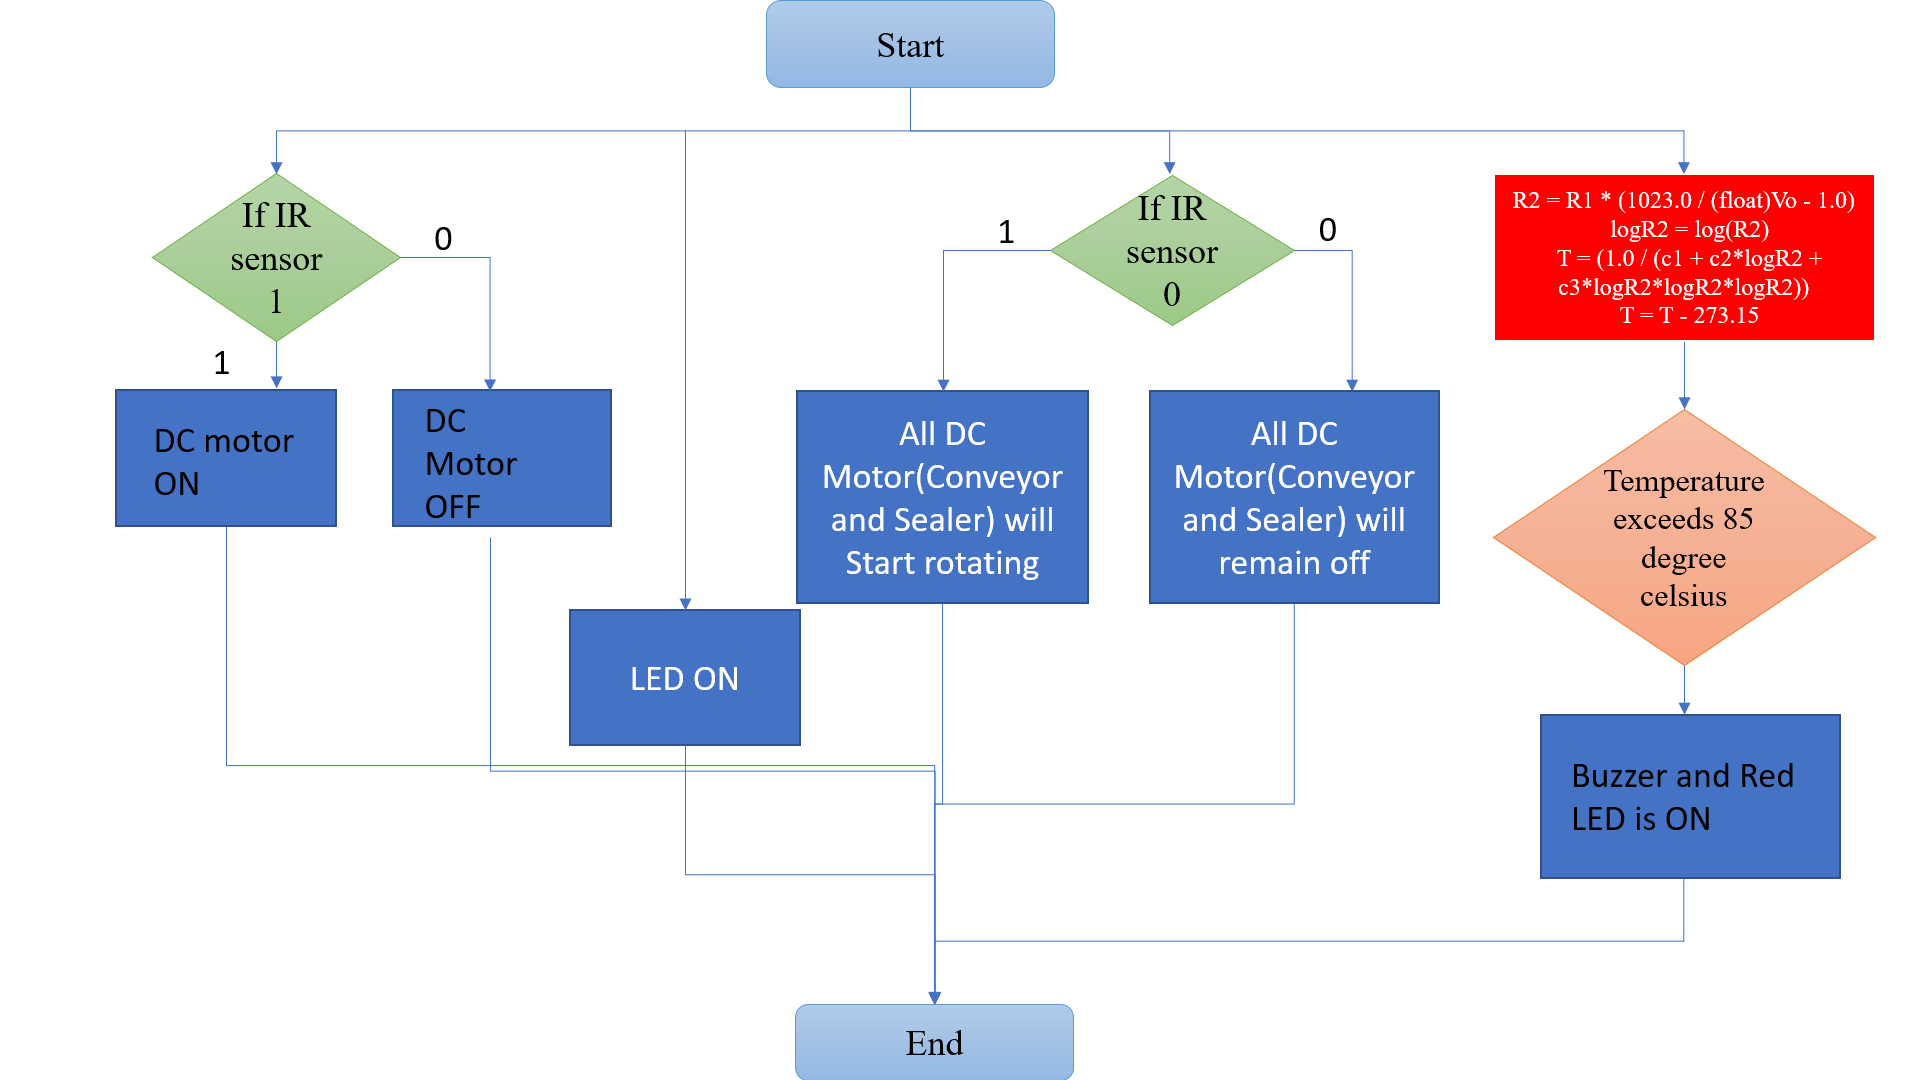 Start
If IR
sensor
1
0
1
DC motor
ON
DC
Motor
OFF
LED ON
If IR
sensor
0
1
0
All DC
Motor(Conveyor
and Sealer) will
Start rotating
All DC
Motor(Conveyor
and Sealer) will
remain off
R2 = R1 * (1023.0 / (float)Vo - 1.0)
logR2 = log(R2)
T = (1.0 / (c1 + c2*logR2 +
c3*logR2*logR2*logR2))
T = T - 273.15
Temperature
exceeds 85
degree
celsius
Buzzer and Red
LED is ON
End